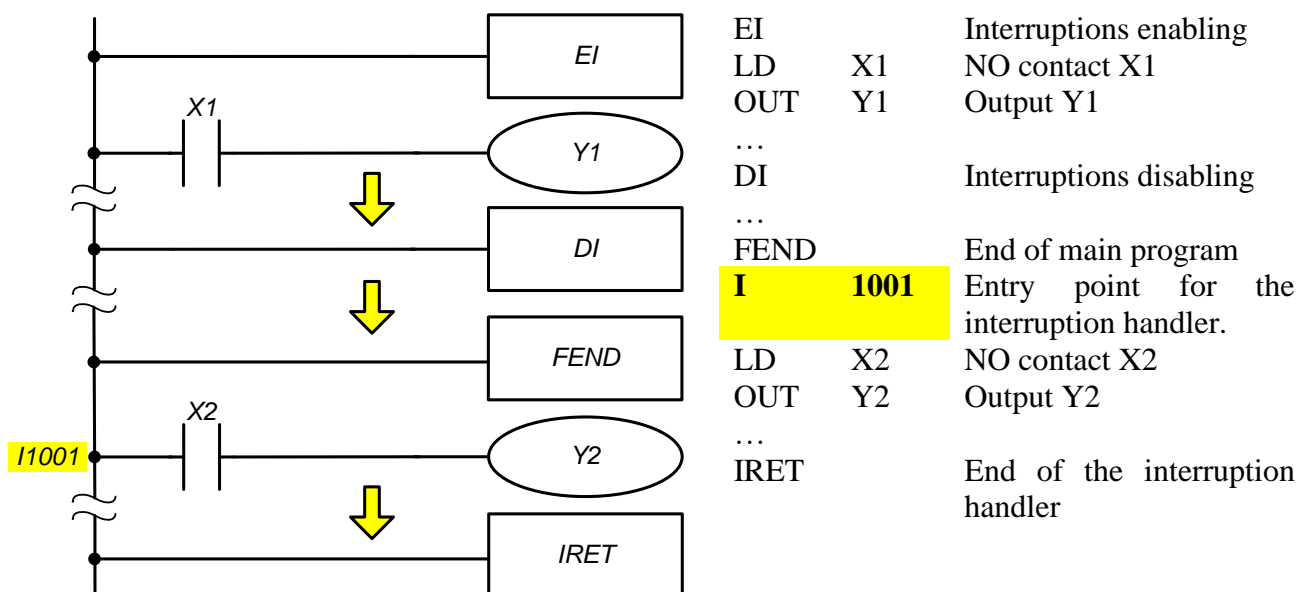 EI
X1
Y1
DI
FEND
X2
I1001
Y2
IRET
EI Interruptions enabling
LD X1 NO contact X1
OUT Y1 Output Y1
…
DI Interruptions disabling
…
FEND End of main program
I 1001 Entry point for the
interruption handler.
LD X2 NO contact X2
OUT Y2 Output Y2
…
IRET End of the interruption
handler